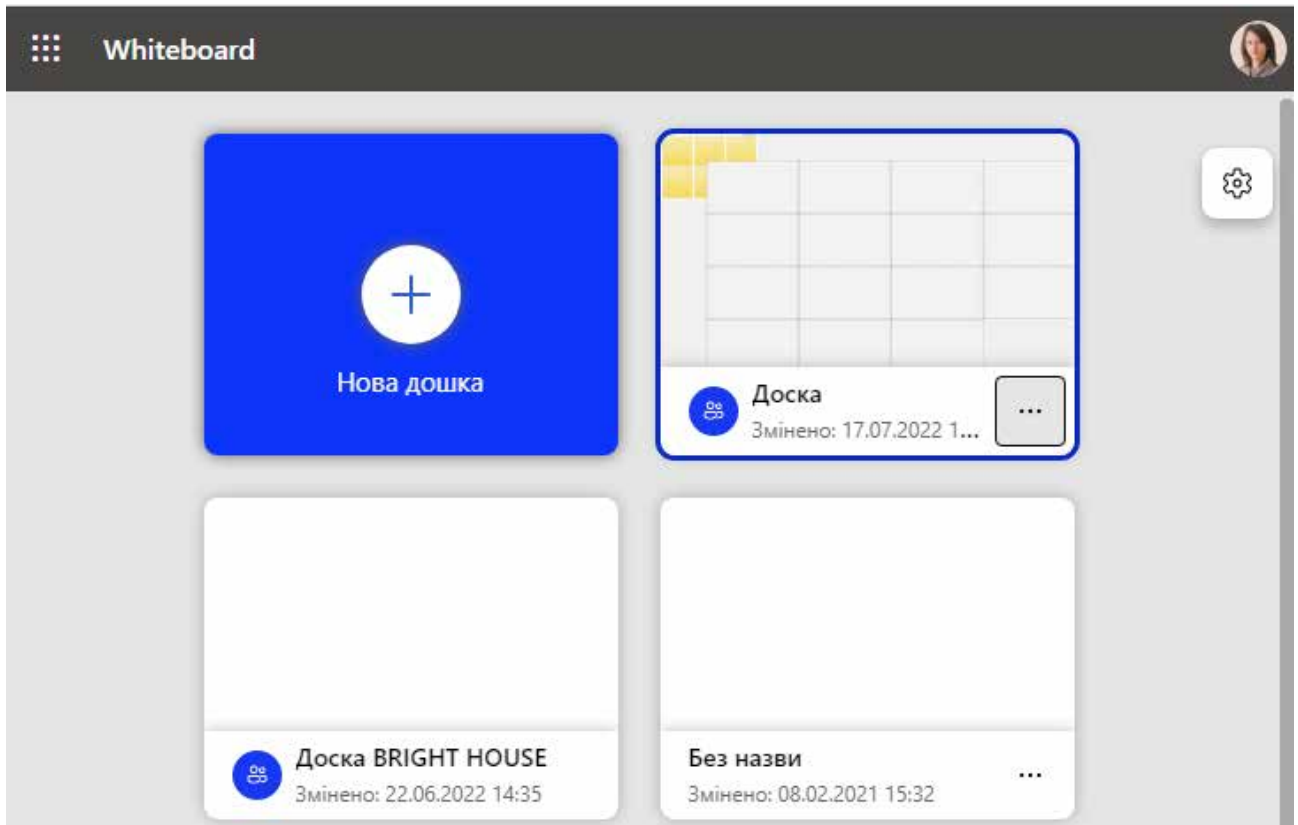 Whiteboard
Нова дошка
Доска
Змінено: 17.07.2022 1...
Доска BRIGHT HOUSE
Змінено: 22.06.2022 14:35
Без назви
Змінено: 08.02.2021 15:32